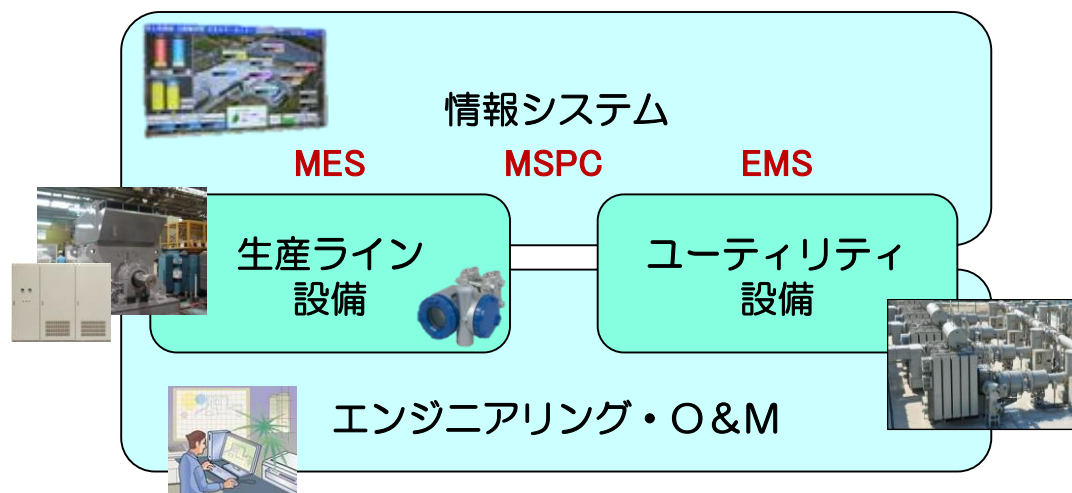 情報システム
MES
MSPC
EMS
生産ライン
設備
ユーティリティ
設備
エンジニアリング・O&M